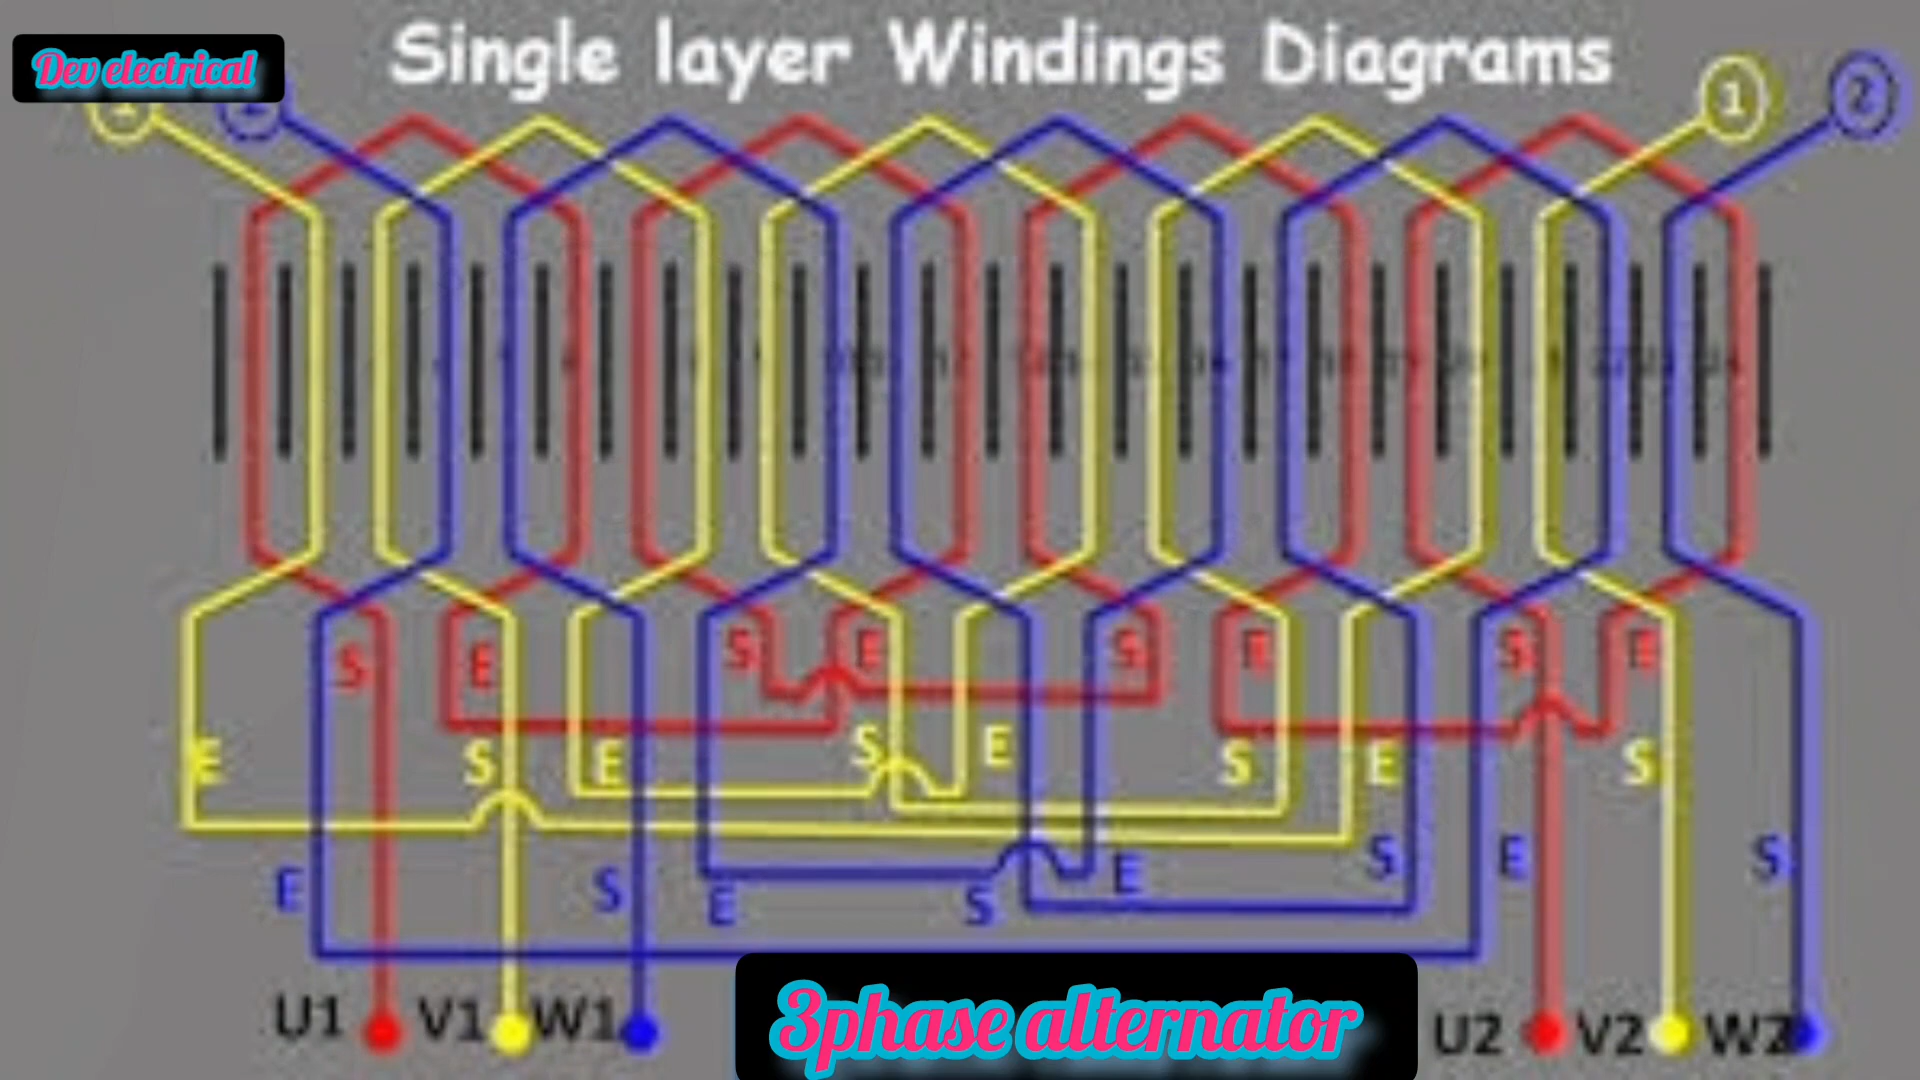 Single layer Windings Diagrams
Dev electrical
1 2
S E S E S E S E
E S E S E S E S
E S E S E S E S
U1 V1 W1 U2 V2 W2
3phase alternator